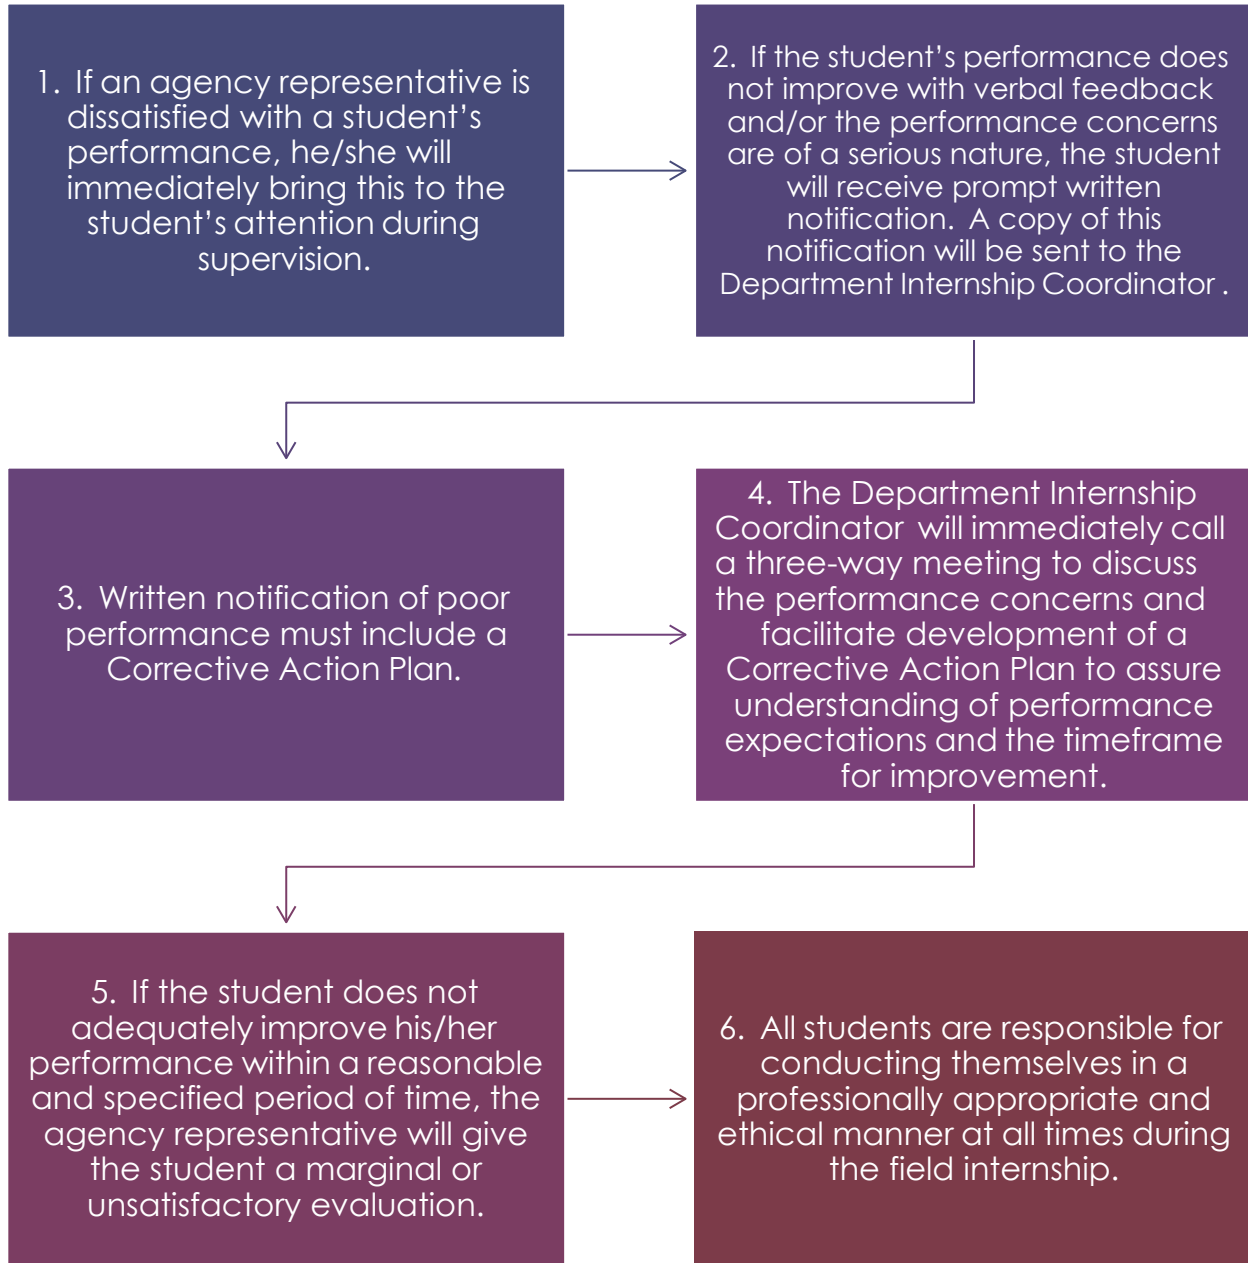 1. If an agency representative is
dissatisfied with a student’s
performance, he/she will
immediately bring this to the
student’s attention during
supervision.
2. If the student’s performance does
not improve with verbal feedback
and/or the performance concerns
are of a serious nature, the student
will receive prompt written
notification. A copy of this
notification will be sent to the
Department Internship Coordinator .
3. Written notification of poor
performance must include a
Corrective Action Plan.
4. The Department Internship
Coordinator will immediately call
a three-way meeting to discuss
the performance concerns and
facilitate development of a
Corrective Action Plan to assure
understanding of performance
expectations and the timeframe
for improvement.
5. If the student does not
adequately improve his/her
performance within a reasonable
and specified period of time, the
agency representative will give
the student a marginal or
unsatisfactory evaluation.
6. All students are responsible for
conducting themselves in a
professionally appropriate and
ethical manner at all times during
the field internship.